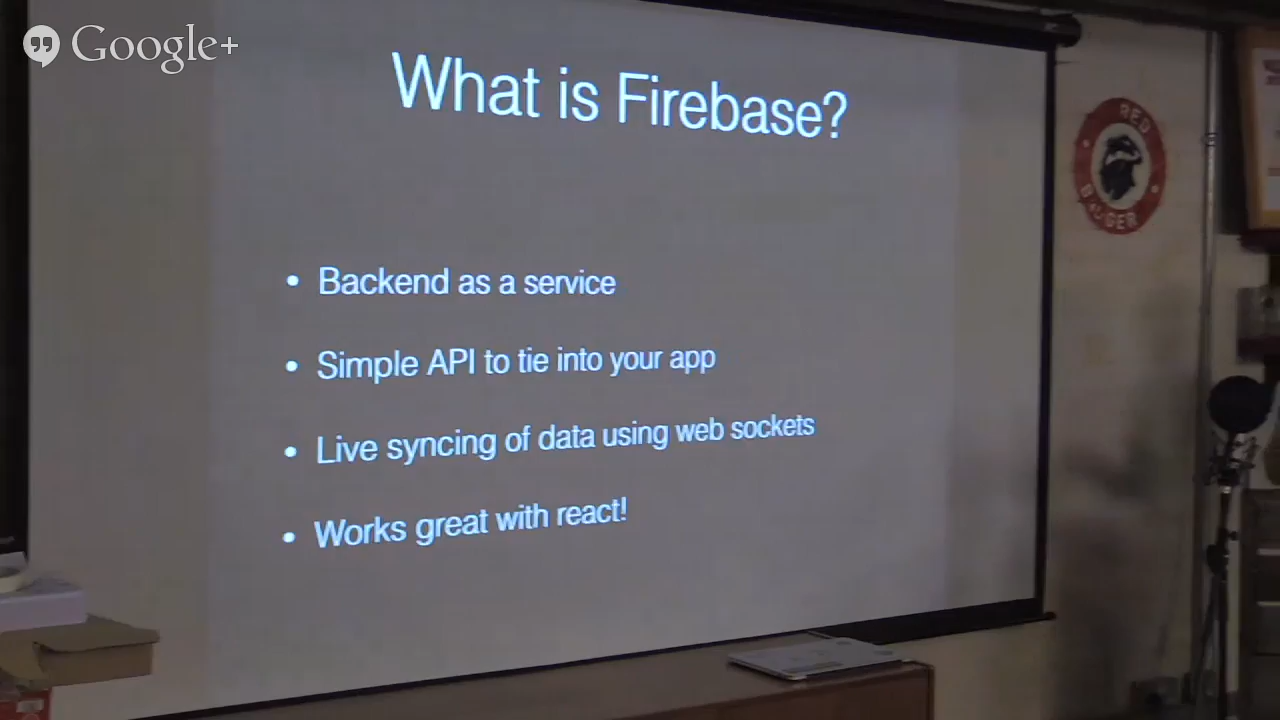 Google+
What is Firebase?
• Backend as a service
• Simple API to tie into your app
• Live syncing of data using web sockets
• Works great with react!
RED
BADGER